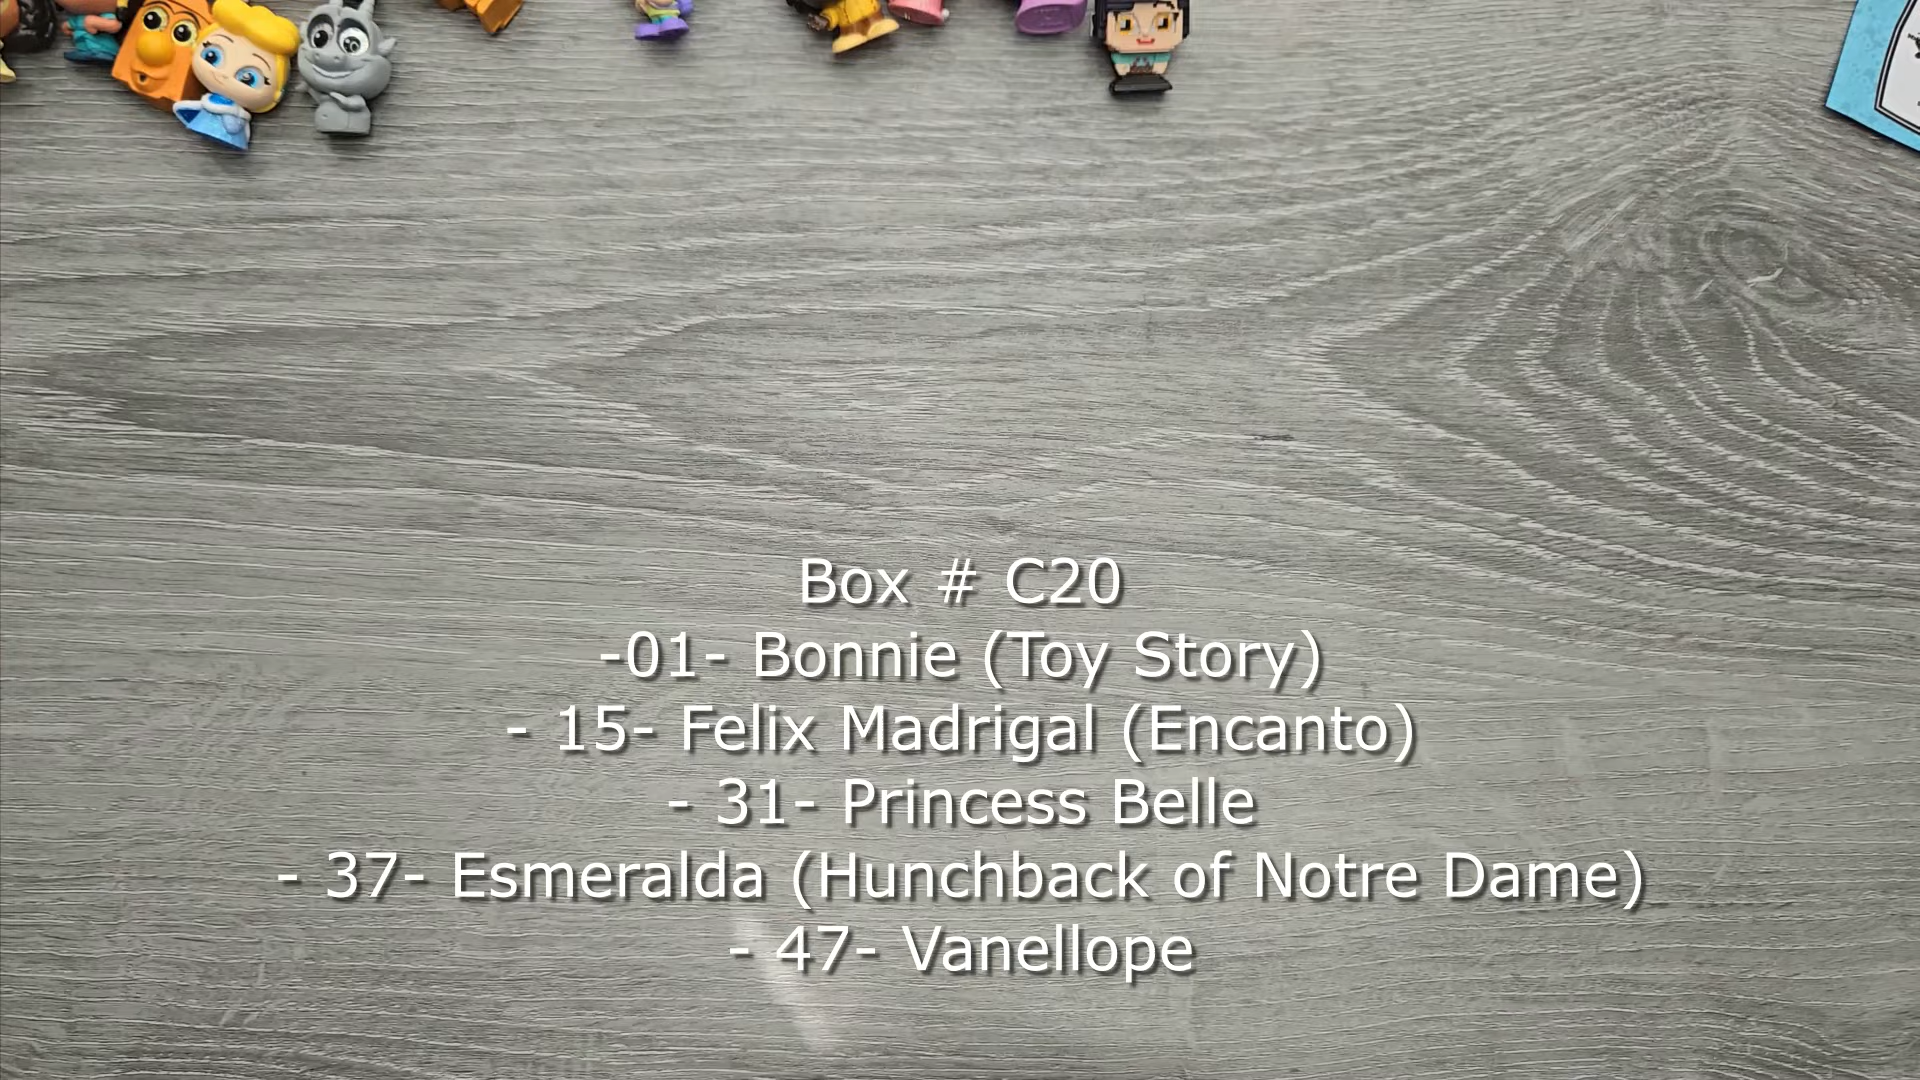 Box # C20
-01- Bonnie (Toy Story)
- 15- Felix Madrigal (Encanto)
- 31- Princess Belle
- 37- Esmeralda (Hunchback of Notre Dame)
- 47- Vanellope